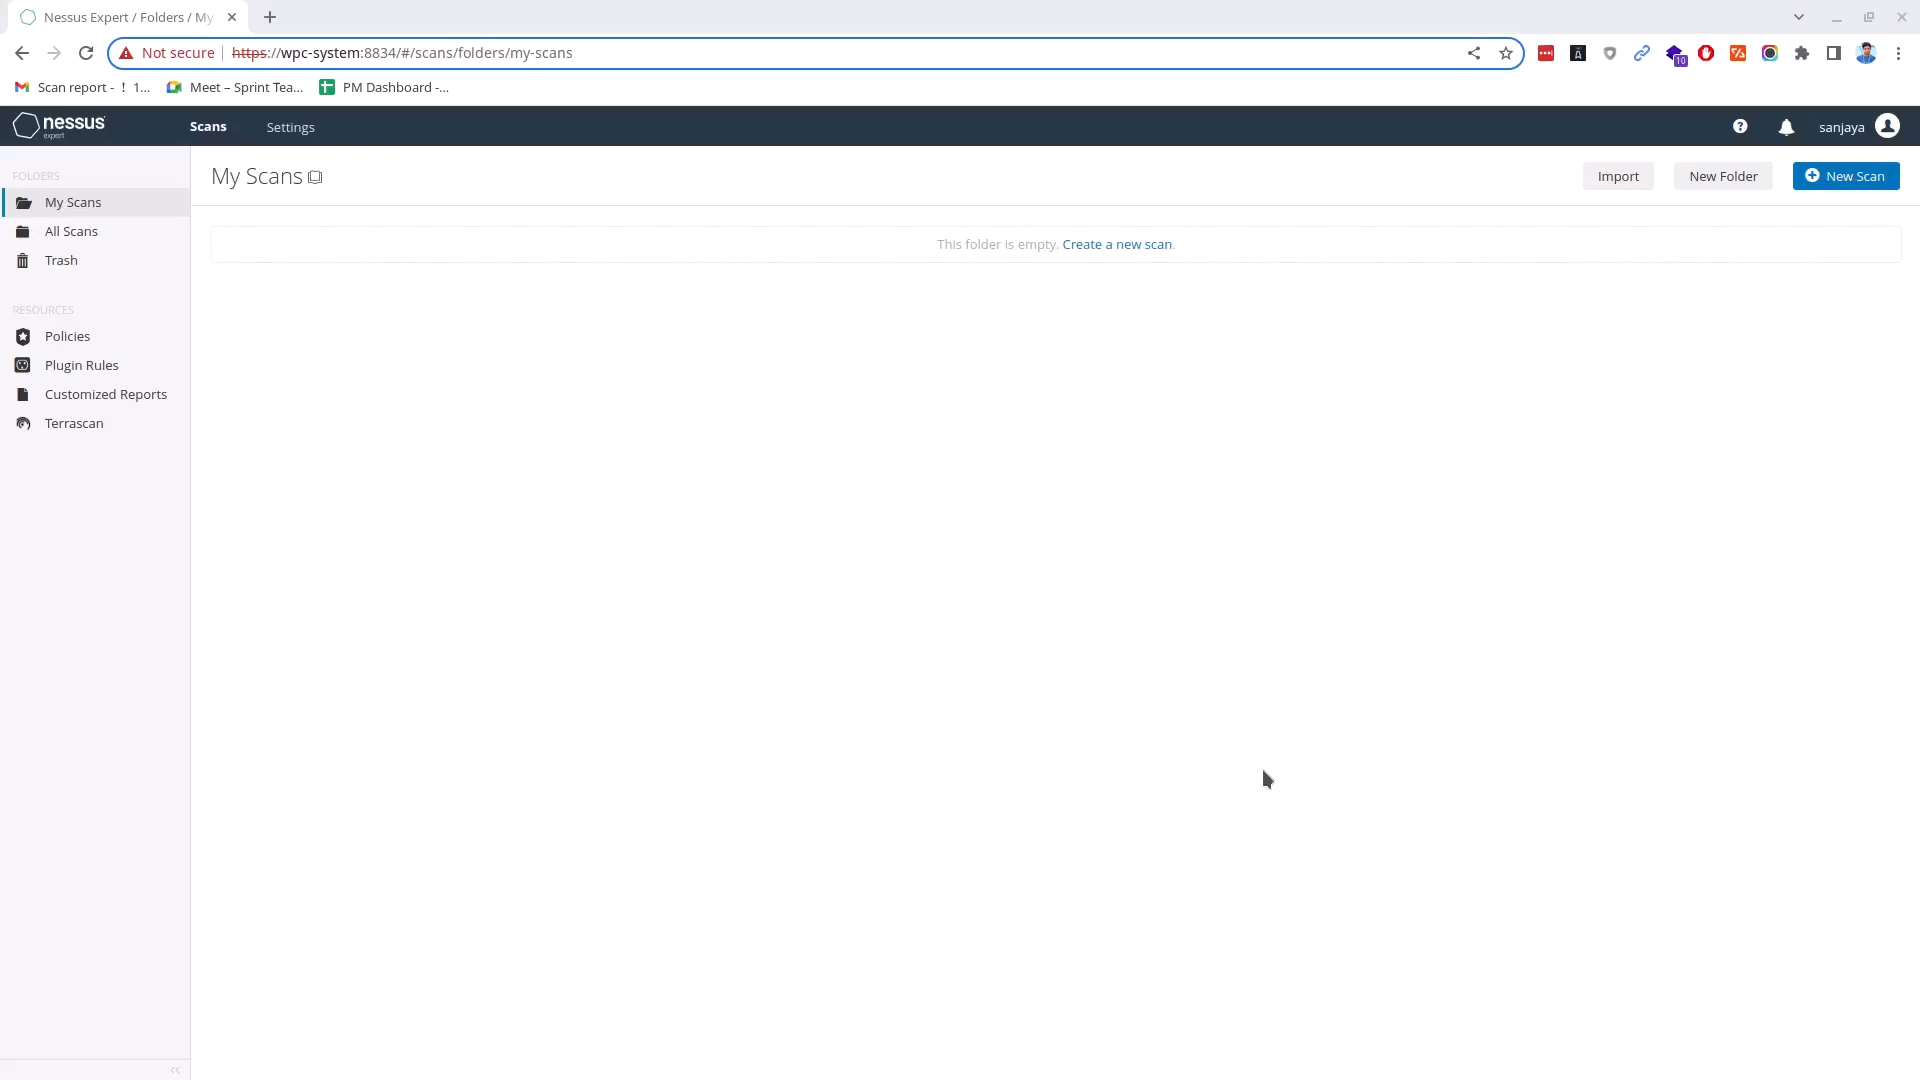 Nessus Expert / Folders / My
Not secure https://wpc-system:8834/#/scans/folders/my-scans
10
Scan report - ! 1... Meet – Sprint Tea... PM Dashboard -...
nessus expert Scans Settings sanjaya
FOLDERS
My Scans
All Scans
Trash
RESOURCES
Policies
Plugin Rules
Customized Reports
Terrascan
My Scans Import New Folder New Scan
This folder is empty. Create a new scan.